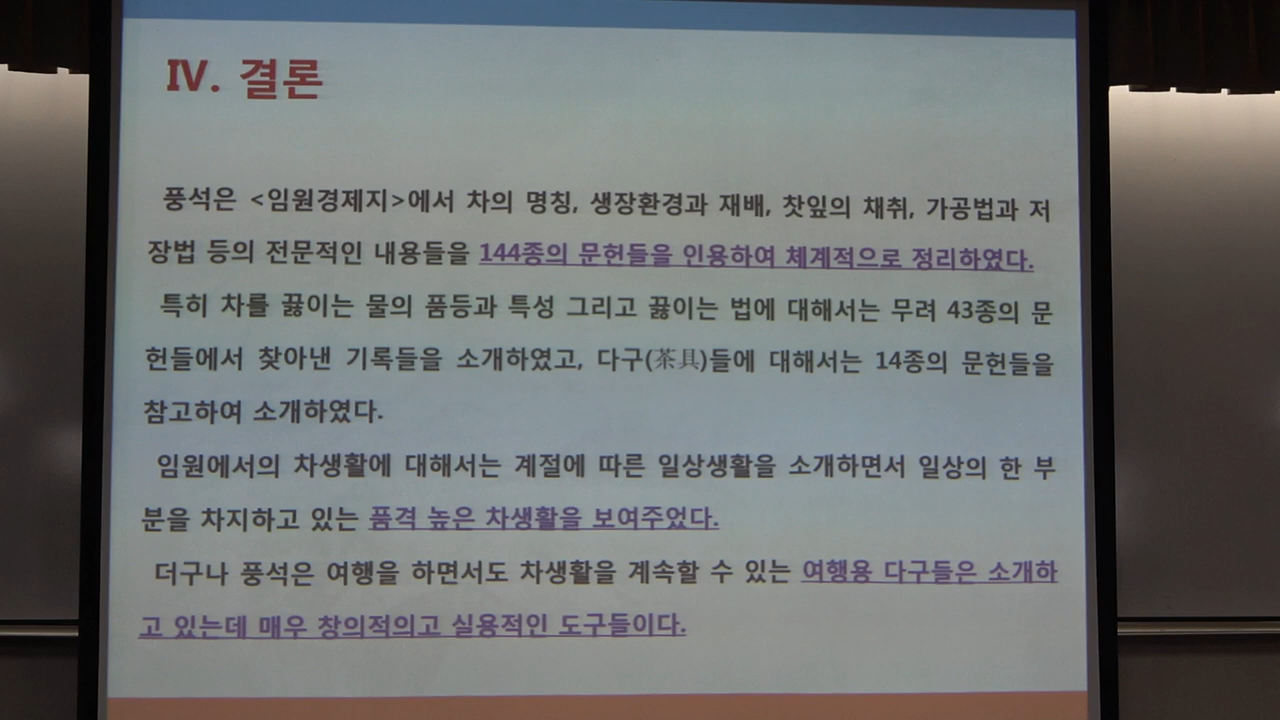 Ⅳ. 결론
풍석은 <임원경제지>에서 차의 명칭, 생장환경과 재배, 찻잎의 채취, 가공법과 저
장법 등의 전문적인 내용들을 144종의 문헌들을 인용하여 체계적으로 정리하였다.
특히 차를 끓이는 물의 품등과 특성 그리고 끓이는 법에 대해서는 무려 43종의 문
헌들에서 찾아낸 기록들을 소개하였고, 다구(茶具)들에 대해서는 14종의 문헌들을
참고하여 소개하였다.
임원에서의 차생활에 대해서는 계절에 따른 일상생활을 소개하면서 일상의 한 부
분을 차지하고 있는 품격 높은 차생활을 보여주었다.
더구나 풍석은 여행을 하면서도 차생활을 계속할 수 있는 여행용 다구들은 소개하
고 있는데 매우 창의적의고 실용적인 도구들이다.